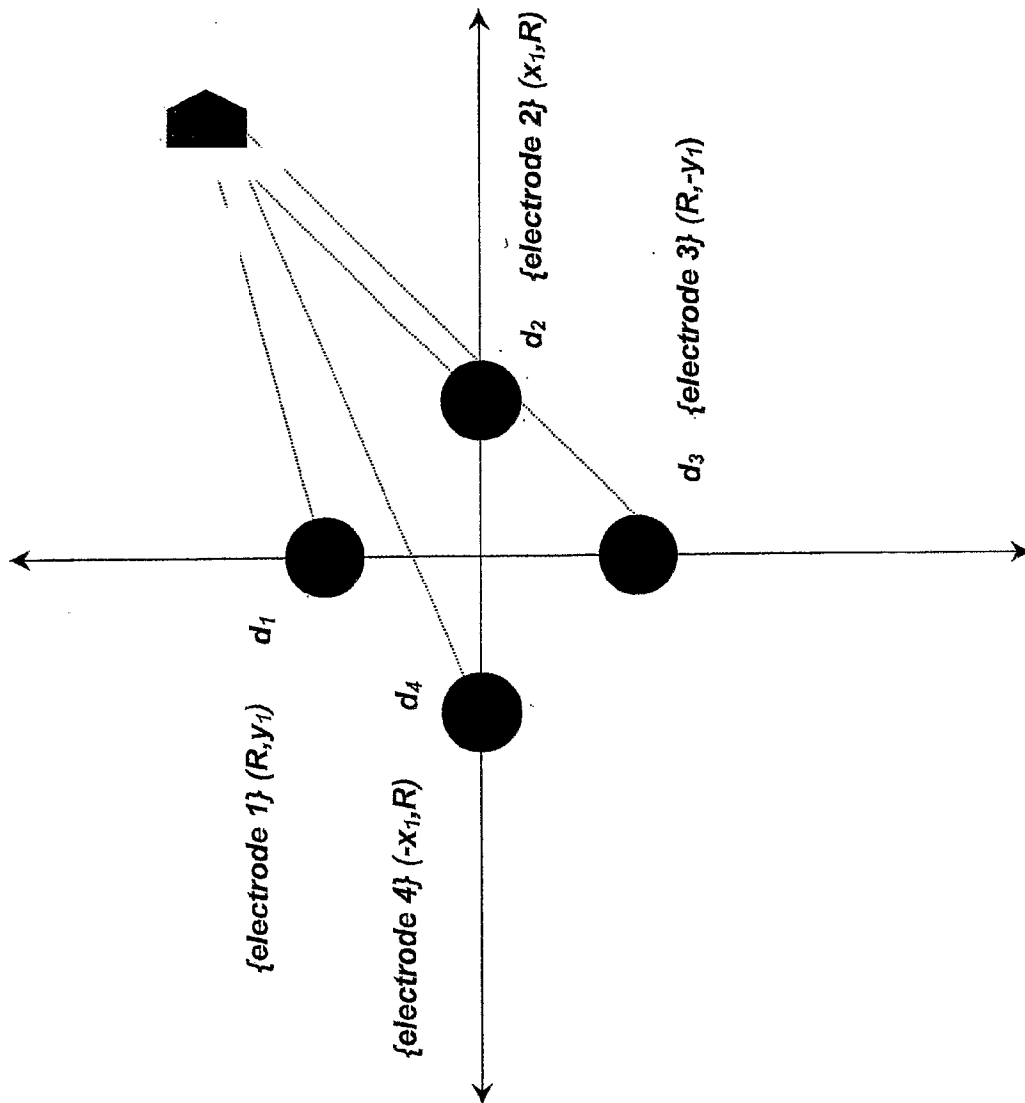 d₁ {electrode 1} (R,y₁)
d₄ {electrode 4} (-x₁,R)
d₂ {electrode 2} (x₁,R)
d₃ {electrode 3} (R,-y₁)